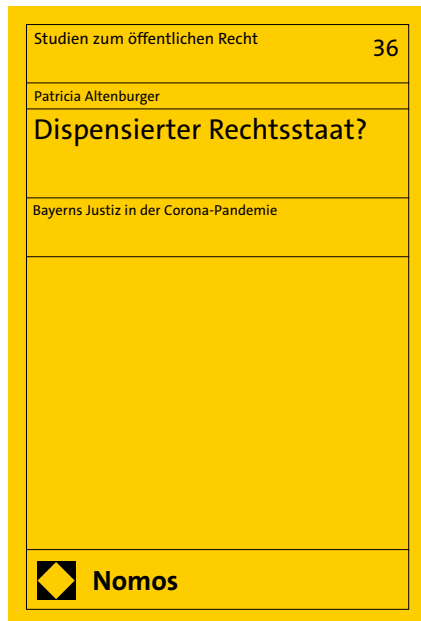 Studien zum öffentlichen Recht
36
Patricia Altenburger
Dispensierter Rechtsstaat?
Bayerns Justiz in der Corona-Pandemie
Nomos